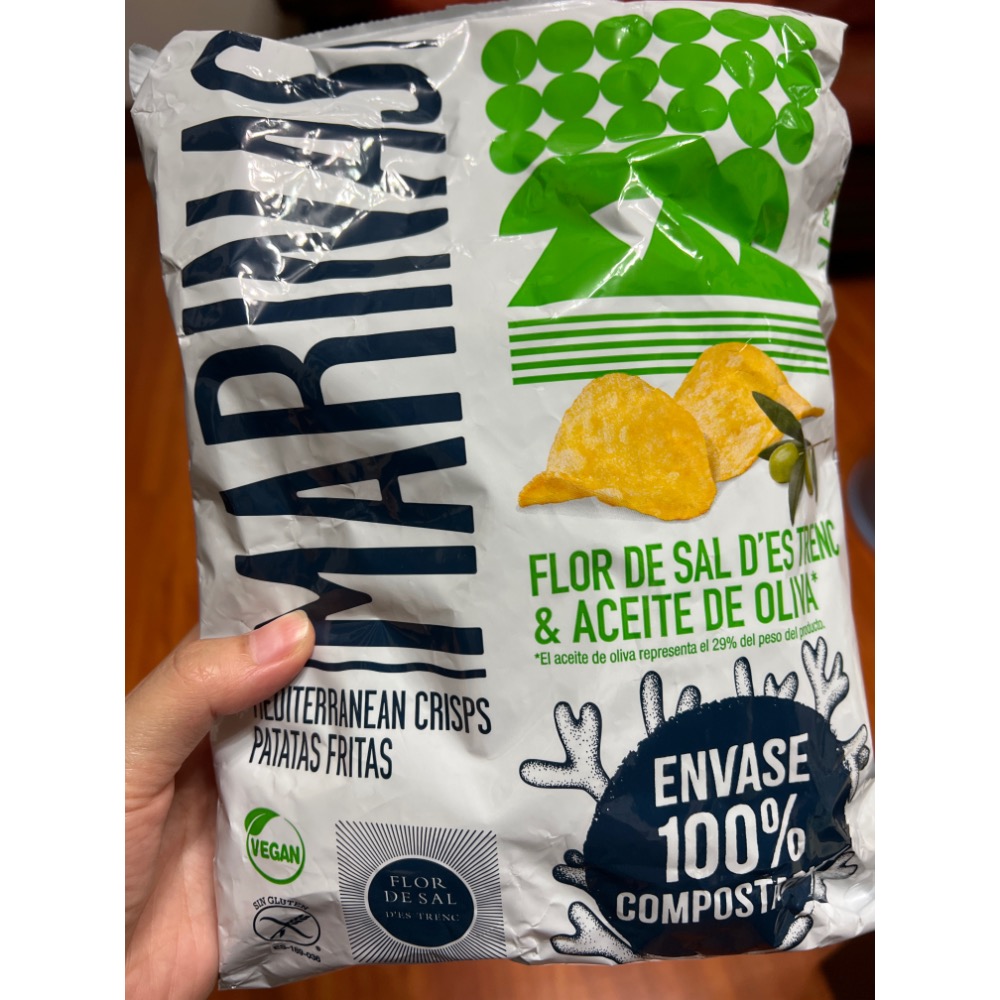 MARINAS
FLOR DE SAL D'ES TRENC
& ACEITE DE OLIVA*
*El aceite de oliva representa el 29% del peso del producto.
MEDITERRANEAN CRISPS
PATATAS FRITAS
ENVASE
100%
VEGAN
SIN GLUTEN
FLOR
DE SAL
D'ES TRENC